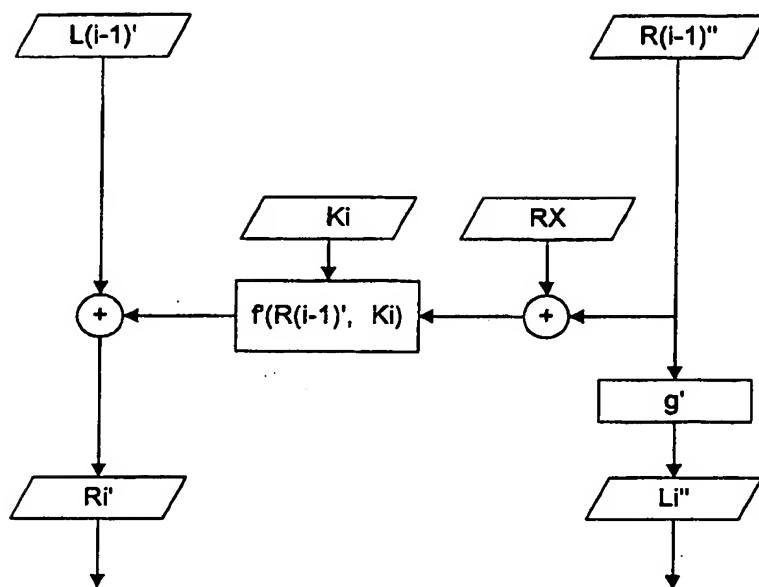 L(i-1)'
R(i-1)''
Ki
RX
+
f'(R(i-1)', Ki)
+
g'
Ri'
Li''